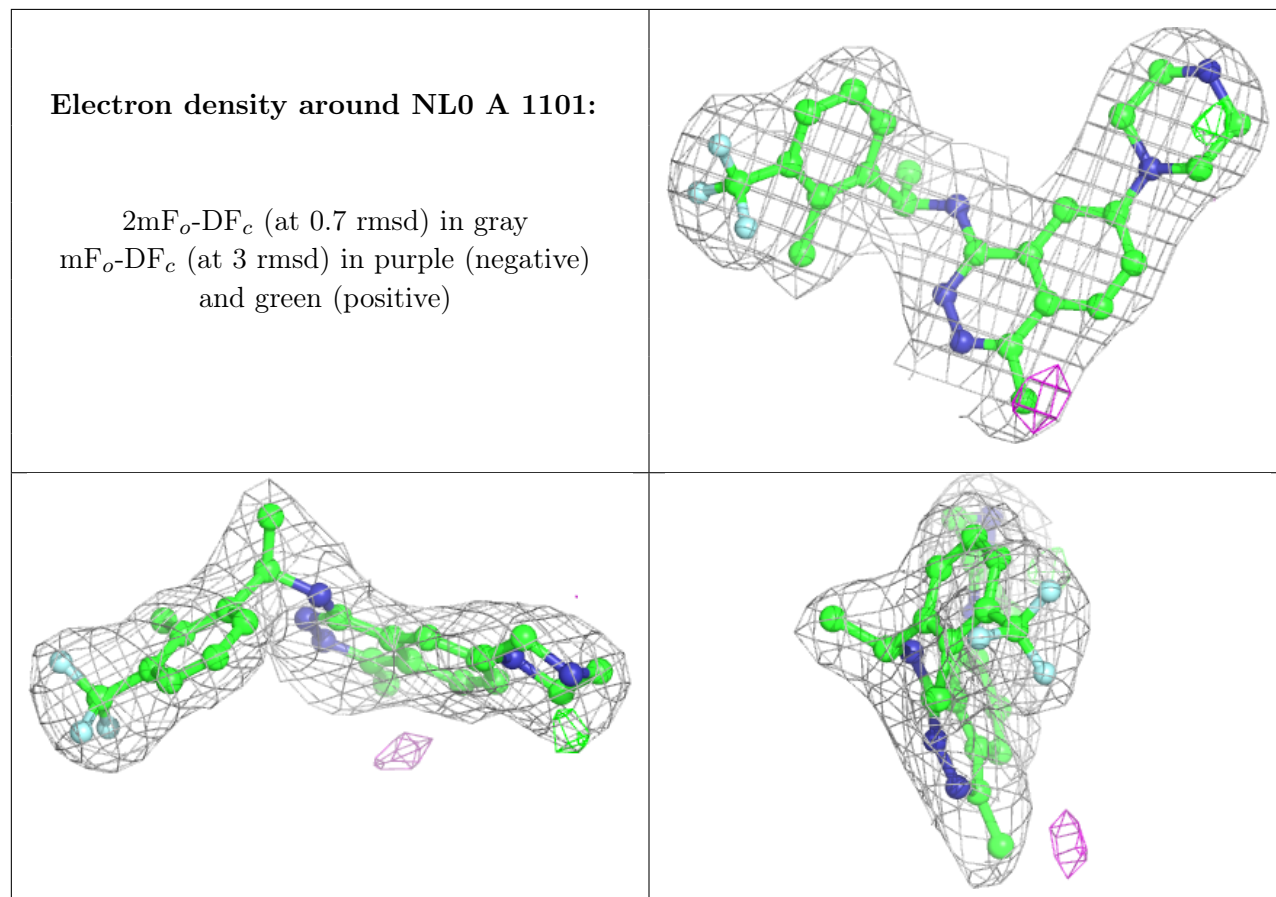 Electron density around NL0 A 1101:
2mFo-DFc (at 0.7 rmsd) in gray
mFo-DFc (at 3 rmsd) in purple (negative)
and green (positive)